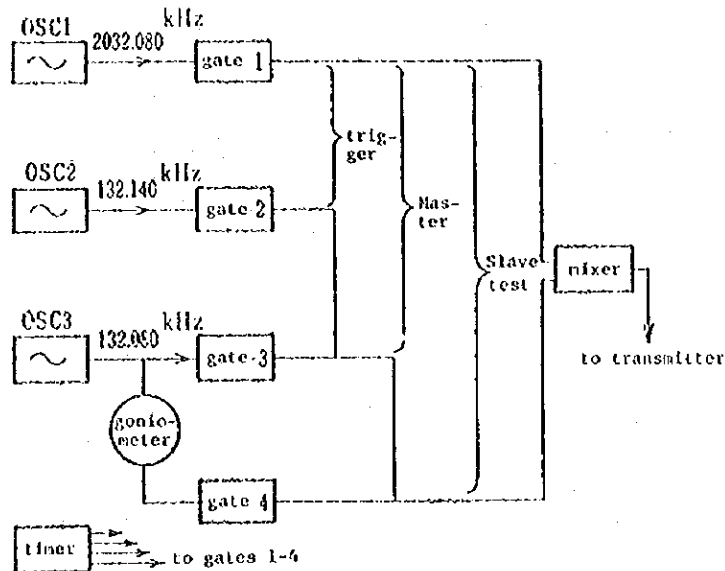 OSC1
2032.080 kHz
gate 1
trig-
ger
OSC2
132.140 kHz
gate 2
Mas-
ter
Slave
test
mixer
OSC3
132.080 kHz
gate 3
to transmitter
gonio-
meter
gate 4
timer
to gates 1-4